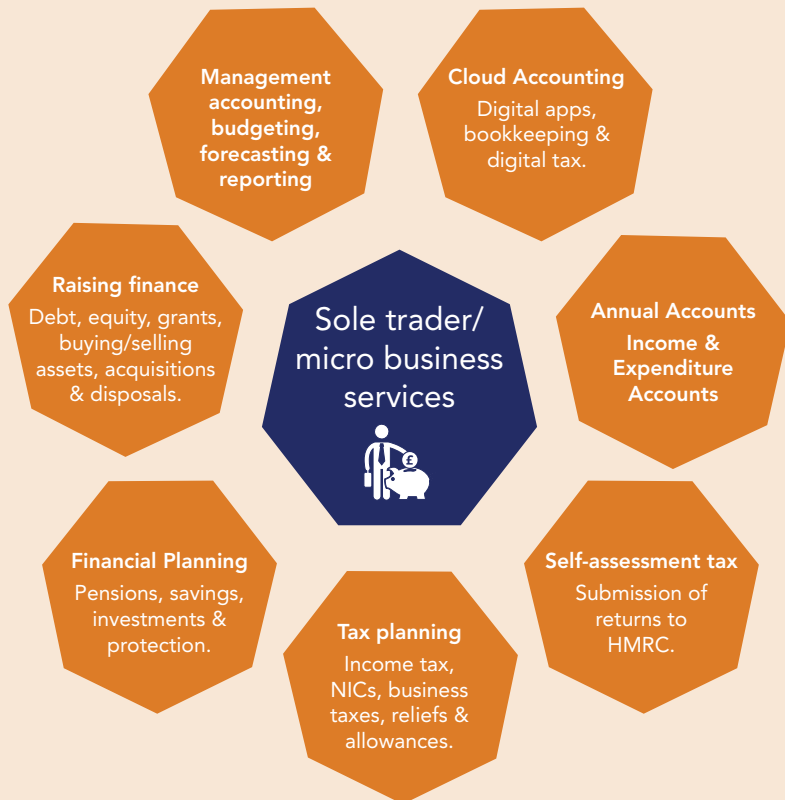 Management
accounting,
budgeting,
forecasting &
reporting
Cloud Accounting
Digital apps,
bookkeeping &
digital tax.
Raising finance
Debt, equity, grants,
buying/selling
assets, acquisitions
& disposals.
Sole trader/
micro business
services
£
Annual Accounts
Income &
Expenditure
Accounts
Financial Planning
Pensions, savings,
investments &
protection.
Tax planning
Income tax,
NICs, business
taxes, reliefs &
allowances.
Self-assessment tax
Submission of
returns to
HMRC.